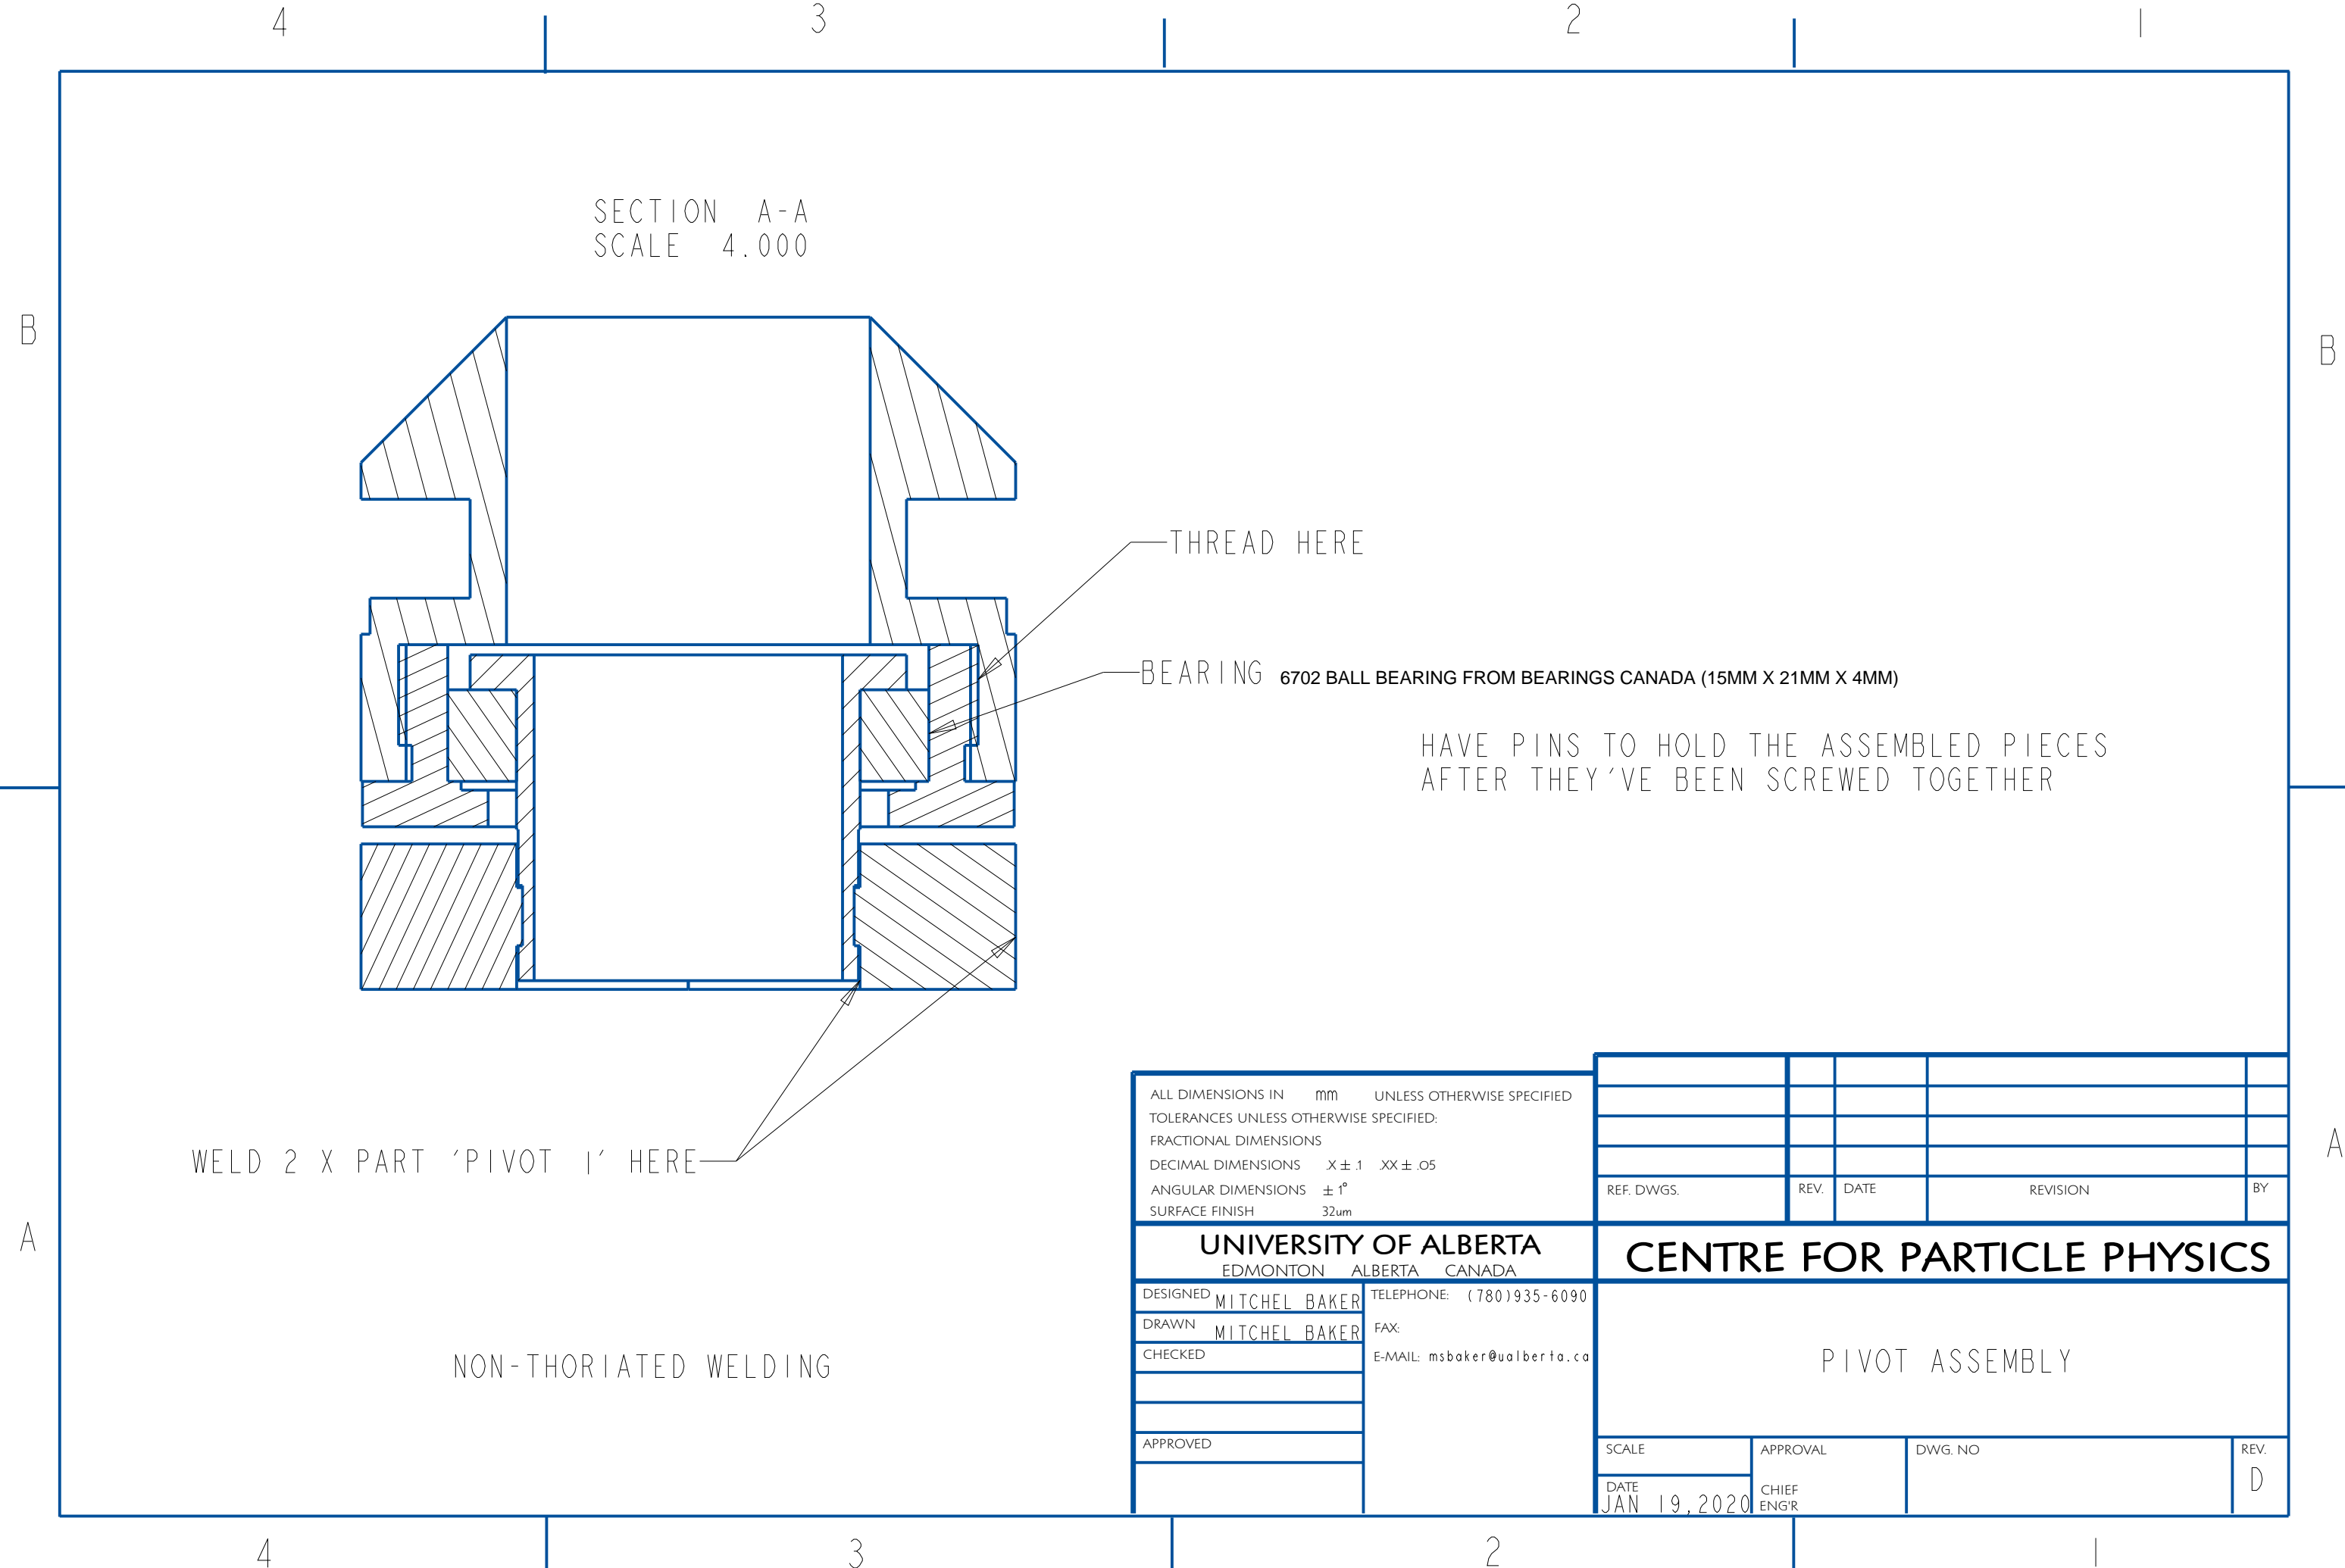 4 3 2 1
SECTION A-A
SCALE 4.000
B B
THREAD HERE
BEARING 6702 BALL BEARING FROM BEARINGS CANADA (15MM X 21MM X 4MM)
HAVE PINS TO HOLD THE ASSEMBLED PIECES
AFTER THEY'VE BEEN SCREWED TOGETHER
WELD 2 X PART 'PIVOT 1' HERE
A A
NON-THORIATED WELDING
ALL DIMENSIONS IN mm UNLESS OTHERWISE SPECIFIED
TOLERANCES UNLESS OTHERWISE SPECIFIED:
FRACTIONAL DIMENSIONS
DECIMAL DIMENSIONS .X ± .1 .XX ± .05
ANGULAR DIMENSIONS ± 1°
SURFACE FINISH 32um
REF. DWGS. REV. DATE REVISION BY
UNIVERSITY OF ALBERTA
EDMONTON ALBERTA CANADA
CENTRE FOR PARTICLE PHYSICS
DESIGNED MITCHEL BAKER
DRAWN MITCHEL BAKER
CHECKED
APPROVED
TELEPHONE: (780)935-6090
FAX:
E-MAIL: msbaker@ualberta.ca
PIVOT ASSEMBLY
SCALE
DATE
JAN 19,2020
APPROVAL
CHIEF
ENG'R
DWG. NO
REV.
D
4 3 2 1